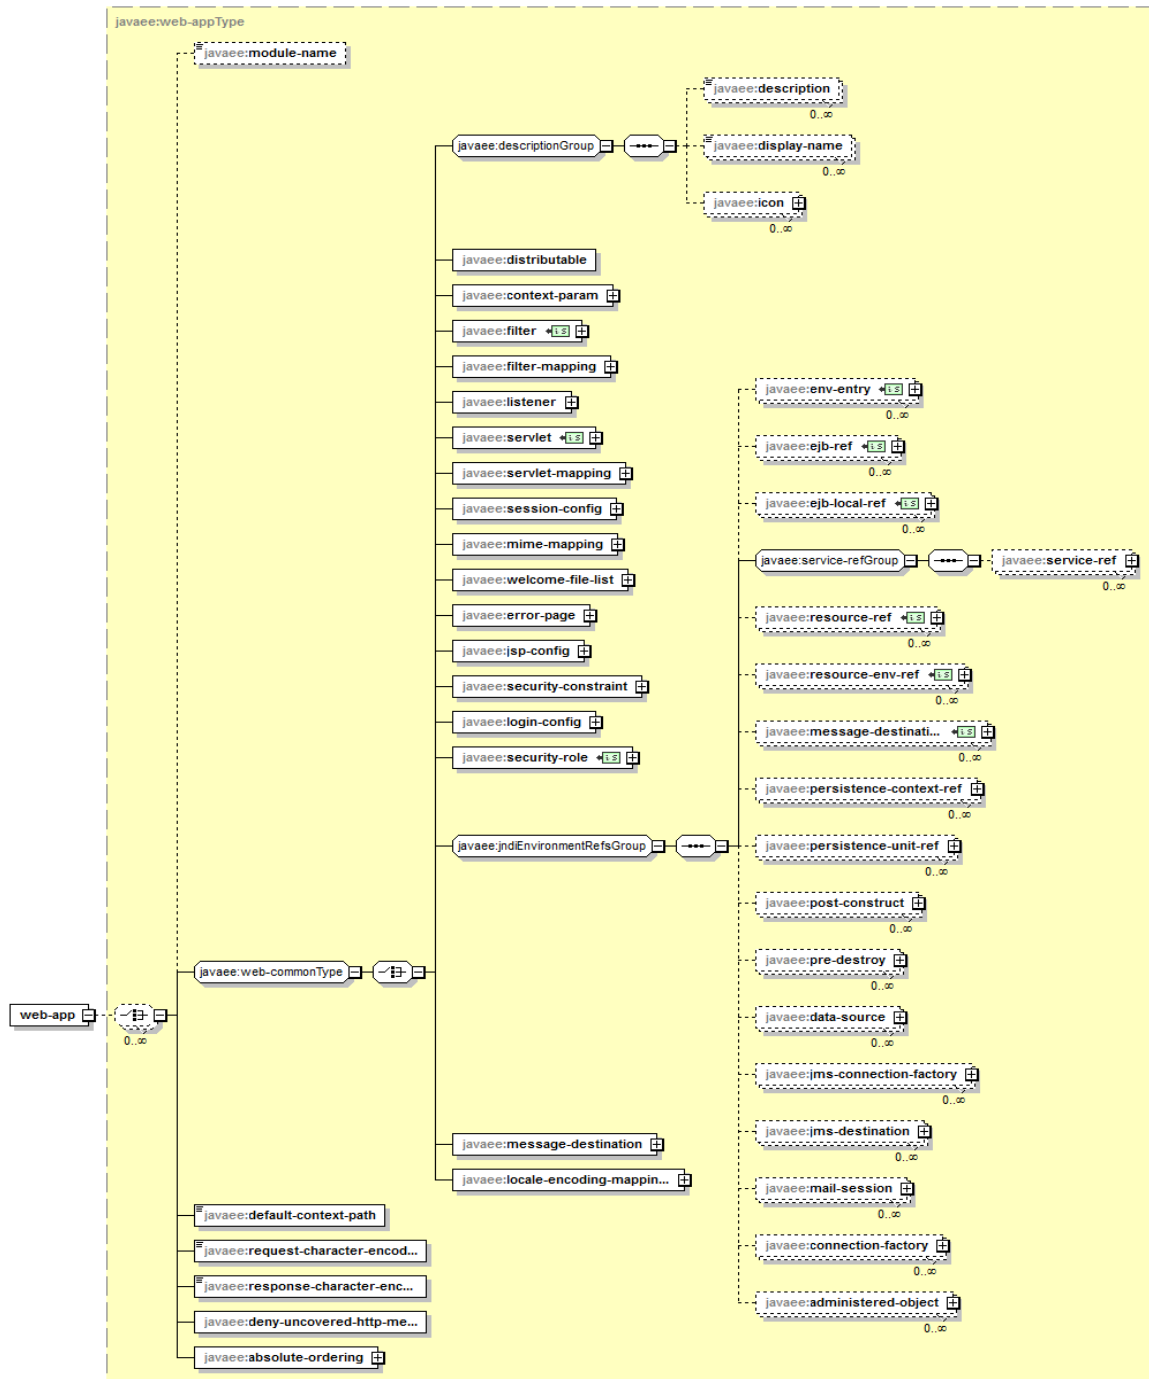 javaee:web-appType
javaee:module-name
javaee:description
0..∞
javaee:descriptionGroup
javaee:display-name
0..∞
javaee:icon
0..∞
javaee:distributable
javaee:context-param
javaee:filter
javaee:filter-mapping
javaee:env-entry
0..∞
javaee:listener
javaee:servlet
javaee:ejb-ref
0..∞
javaee:servlet-mapping
javaee:session-config
javaee:ejb-local-ref
0..∞
javaee:mime-mapping
javaee:service-refGroup
javaee:service-ref
0..∞
javaee:welcome-file-list
javaee:error-page
javaee:resource-ref
0..∞
javaee:jsp-config
javaee:security-constraint
javaee:resource-env-ref
0..∞
javaee:login-config
javaee:message-destinati...
0..∞
javaee:security-role
javaee:persistence-context-ref
0..∞
javaee:jndiEnvironmentRefsGroup
javaee:persistence-unit-ref
0..∞
javaee:post-construct
0..∞
javaee:web-commonType
javaee:pre-destroy
0..∞
web-app
0..∞
javaee:data-source
0..∞
javaee:jms-connection-factory
0..∞
javaee:message-destination
javaee:jms-destination
0..∞
javaee:locale-encoding-mappin...
javaee:mail-session
0..∞
javaee:default-context-path
javaee:request-character-encod...
javaee:connection-factory
0..∞
javaee:response-character-enc...
javaee:administered-object
0..∞
javaee:deny-uncovered-http-me...
javaee:absolute-ordering